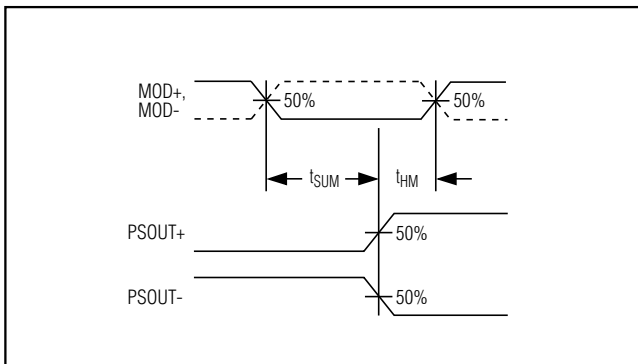 MOD+,
MOD-
50%
50%
tSUM
tHM
PSOUT+
50%
PSOUT-
50%